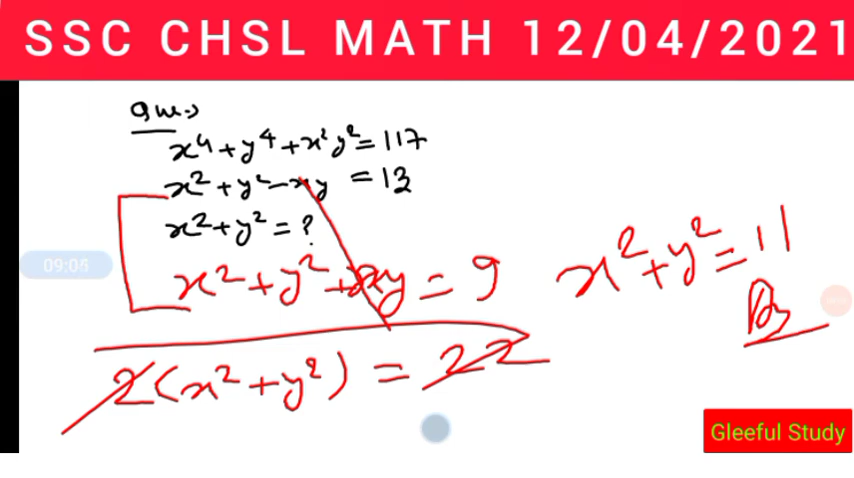 SSC CHSL MATH 12/04/2021
Que→
x⁴+y⁴+x²y²=117
x²+y²-xy =13
x²+y²=?
09:08
x²+y²+xy=9
x²+y²=11
2(x²+y²)=22
Gleeful Study